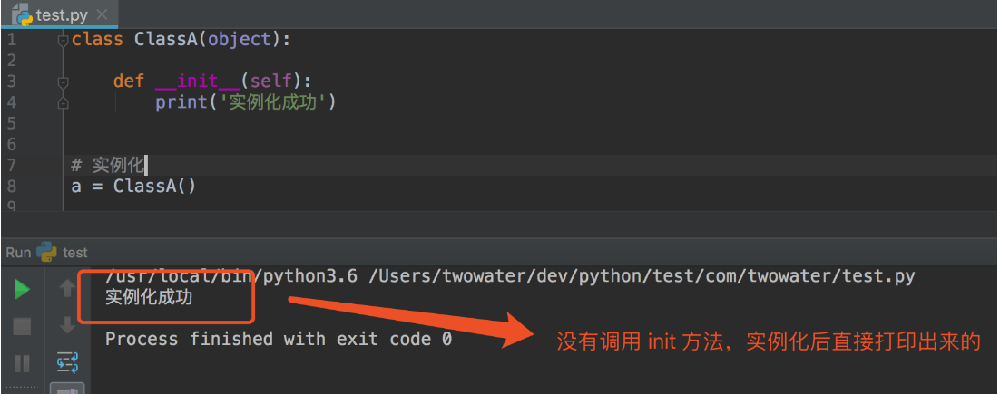 test.py
1 class ClassA(object):
2
3 def __init__(self):
4 print('实例化成功')
5
6
7 # 实例化
8 a = ClassA()
9
Run test
/usr/local/bin/python3.6 /Users/twowater/dev/python/test/com/twowater/test.py
实例化成功
Process finished with exit code 0
没有调用 init 方法，实例化后直接打印出来的